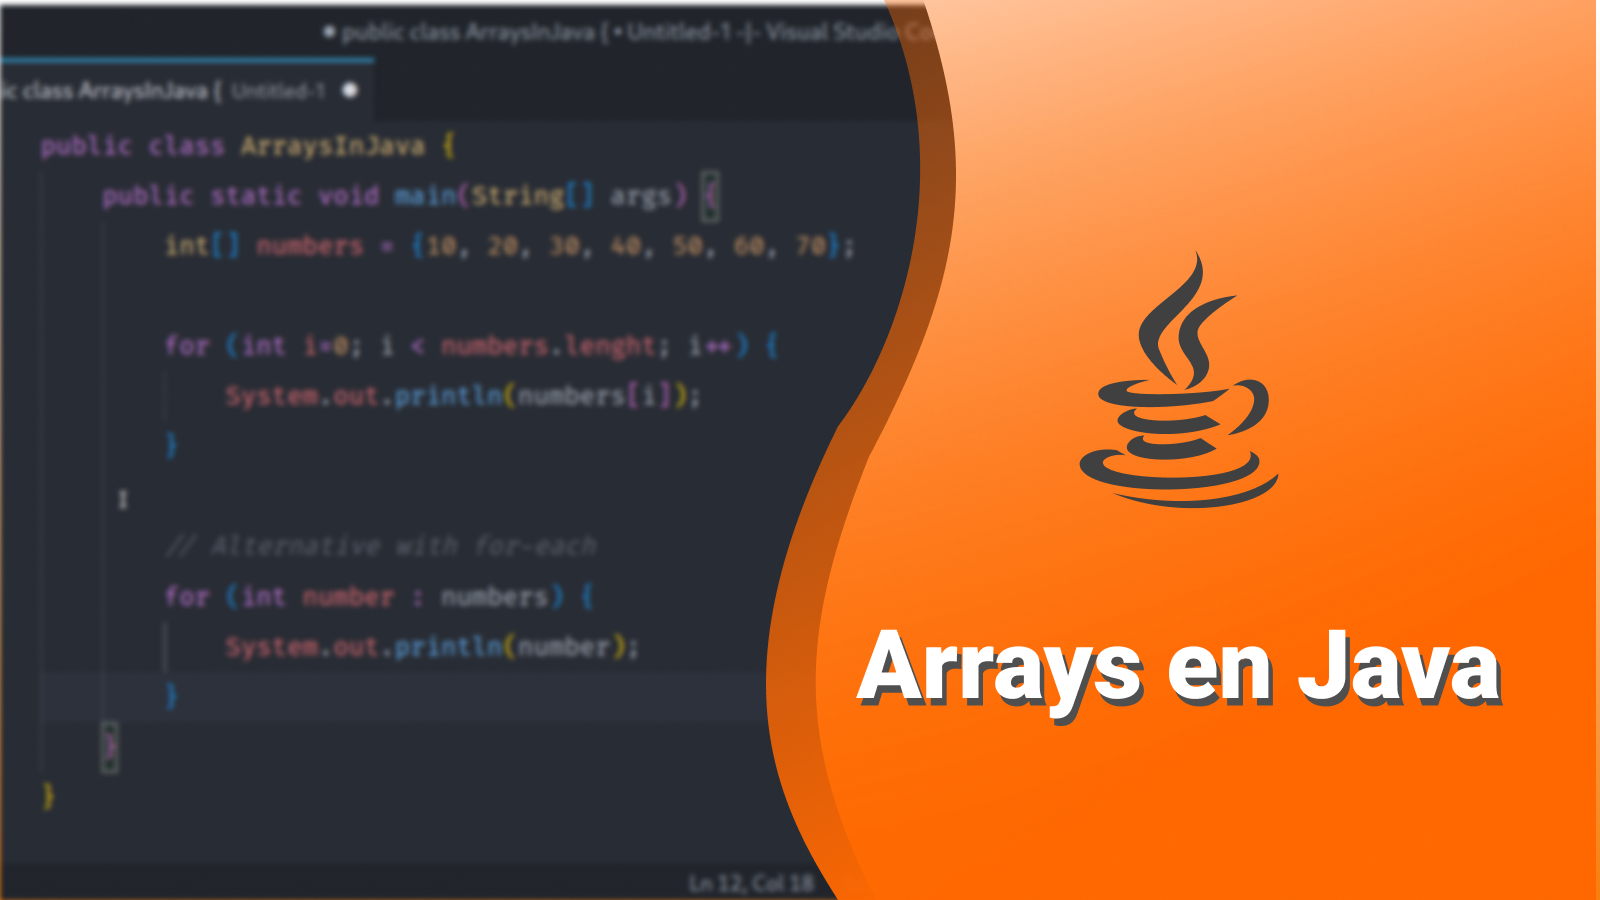 public class ArraysInJava { • Untitled-1 -|- Visual Studio Co
ic class ArraysInJava { Untitled-1
public class ArraysInJava {
public static void main(String[] args) {
int[] numbers = {10, 20, 30, 40, 50, 60, 70};
for (int i=0; i < numbers.lenght; i++) {
System.out.println(numbers[i]);
}
// Alternative with for-each
for (int number : numbers) {
System.out.println(number);
}
}
}
Ln 12, Col 18
Arrays en Java